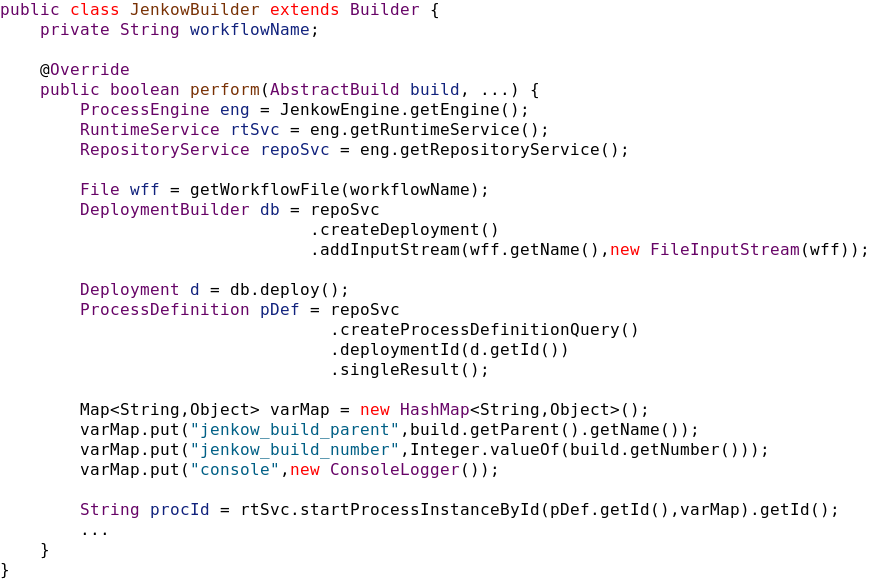 public class JenkowBuilder extends Builder {
    private String workflowName;

    @Override
    public boolean perform(AbstractBuild build, ...) {
        ProcessEngine eng = JenkowEngine.getEngine();
        RuntimeService rtSvc = eng.getRuntimeService();
        RepositoryService repoSvc = eng.getRepositoryService();

        File wff = getWorkflowFile(workflowName);
        DeploymentBuilder db = repoSvc
                               .createDeployment()
                               .addInputStream(wff.getName(),new FileInputStream(wff));

        Deployment d = db.deploy();
        ProcessDefinition pDef = repoSvc
                                 .createProcessDefinitionQuery()
                                 .deploymentId(d.getId())
                                 .singleResult();

        Map<String,Object> varMap = new HashMap<String,Object>();
        varMap.put("jenkow_build_parent",build.getParent().getName());
        varMap.put("jenkow_build_number",Integer.valueOf(build.getNumber()));
        varMap.put("console",new ConsoleLogger());

        String procId = rtSvc.startProcessInstanceById(pDef.getId(),varMap).getId();
        ...
    }
}